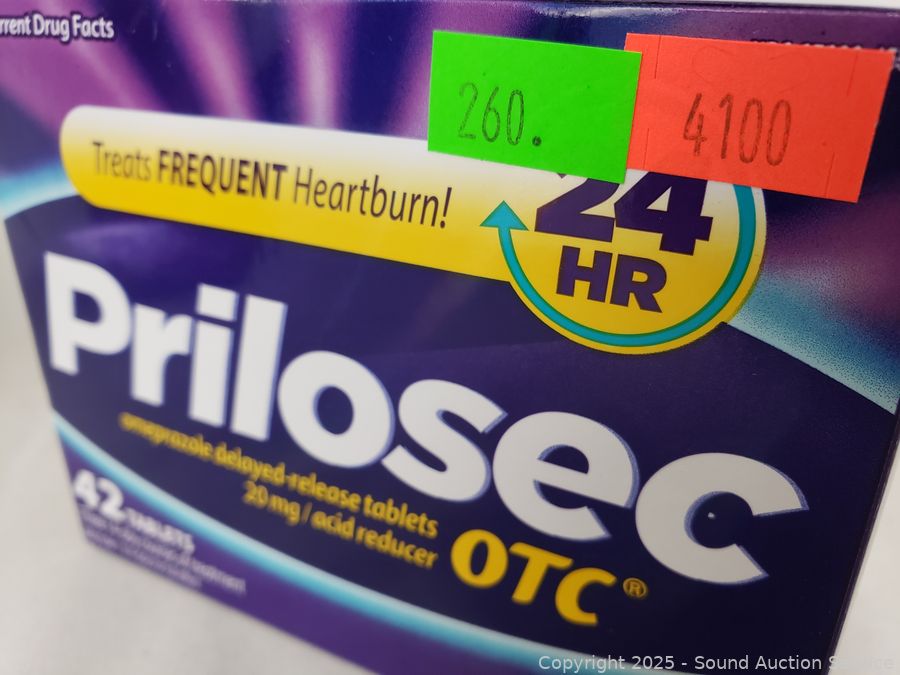 rrent Drug Facts
260.
4100
Treats FREQUENT Heartburn!
24
HR
Prilosec
omeprazole delayed-release tablets
20 mg / acid reducer
OTC®
42 TABLETS
Copyright 2025 - Sound Auction Service